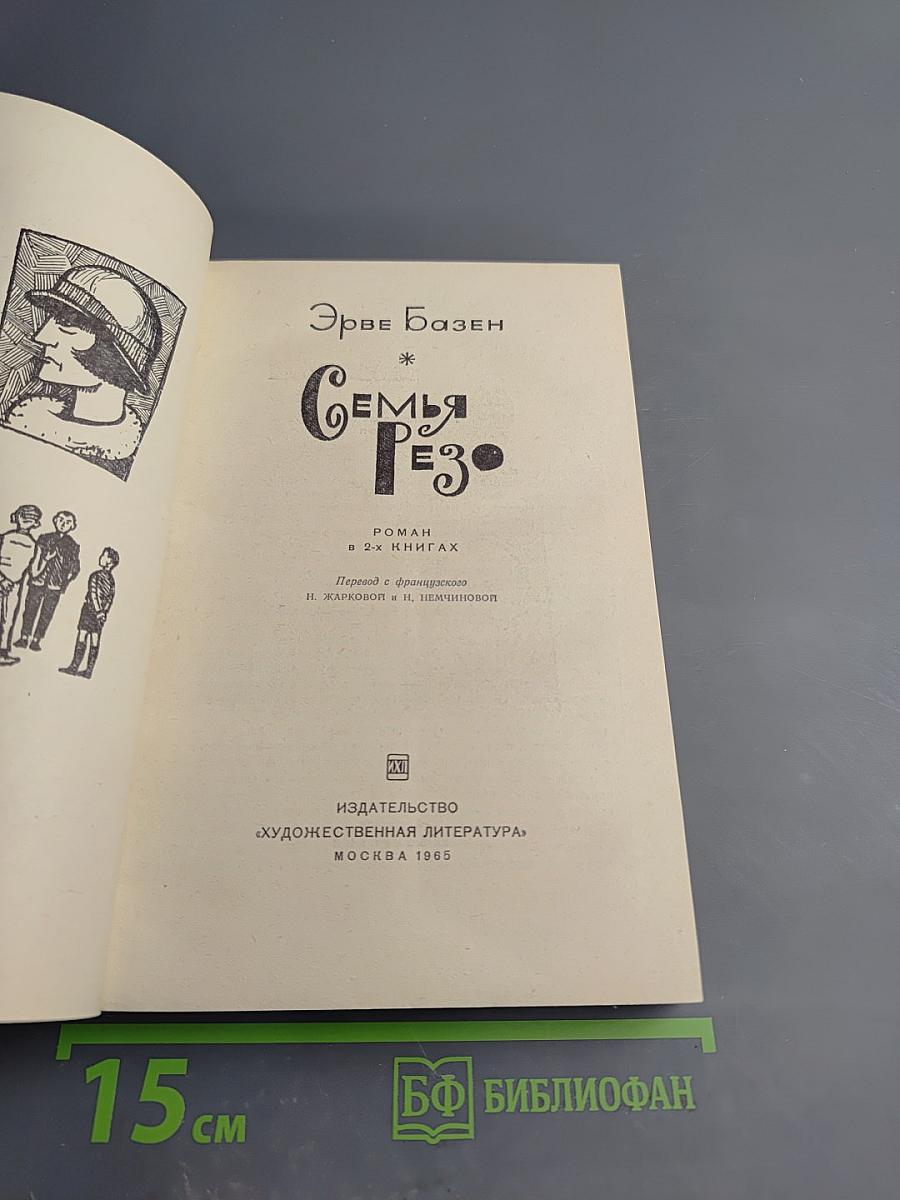 Эрве Базен
*
Семья
Резо
РОМАН
в 2-х КНИГАХ
Перевод с французского
Н. ЖАРКОВОЙ и Н. НЕМЧИНОВОЙ
ИХЛ
ИЗДАТЕЛЬСТВО
«ХУДОЖЕСТВЕННАЯ ЛИТЕРАТУРА»
МОСКВА 1965
15 см
БФ БИБЛИОФАН